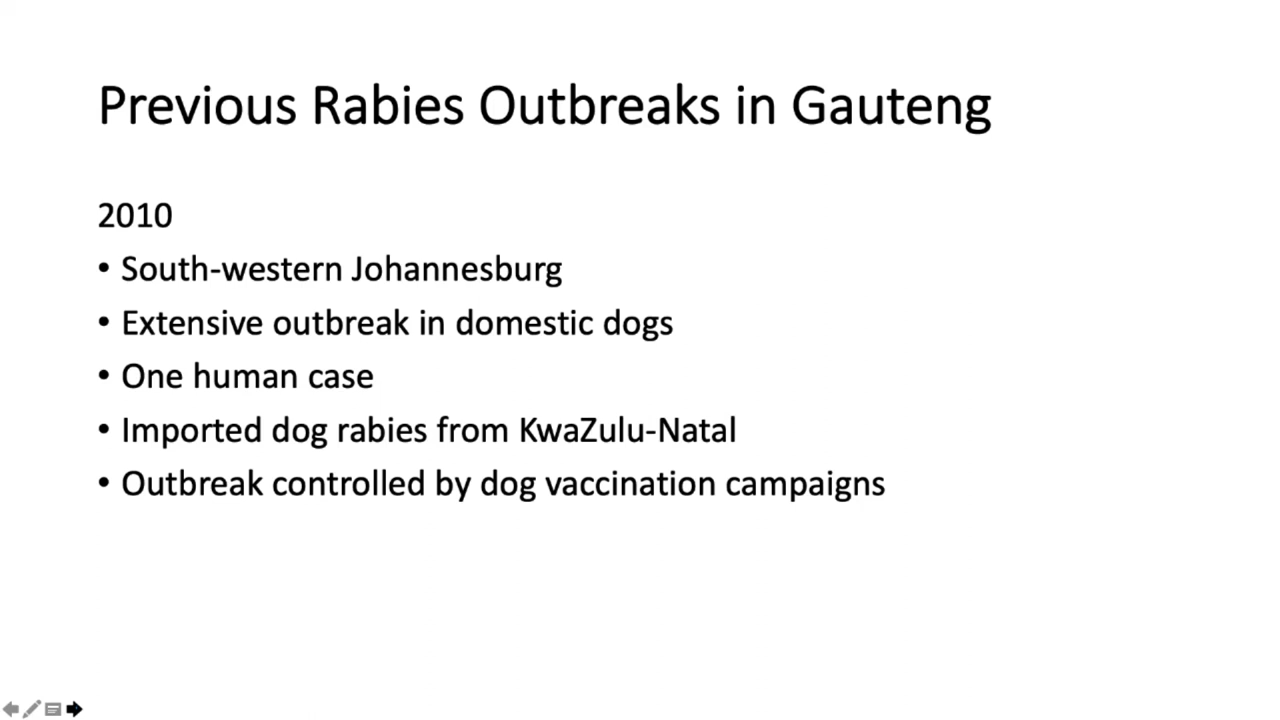 Previous Rabies Outbreaks in Gauteng
2010
• South-western Johannesburg
• Extensive outbreak in domestic dogs
• One human case
• Imported dog rabies from KwaZulu-Natal
• Outbreak controlled by dog vaccination campaigns